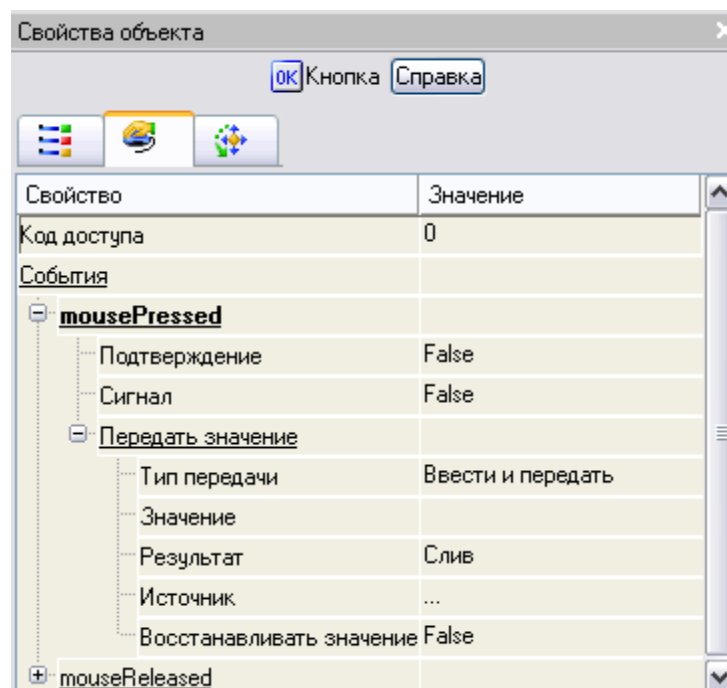 Свойства объекта
OK Кнопка Справка
Свойство Значение
Код доступа 0
События
mousePressed
Подтверждение False
Сигнал False
Передать значение
Тип передачи Ввести и передать
Значение
Результат Слив
Источник ...
Восстанавливать значение False
mouseReleased